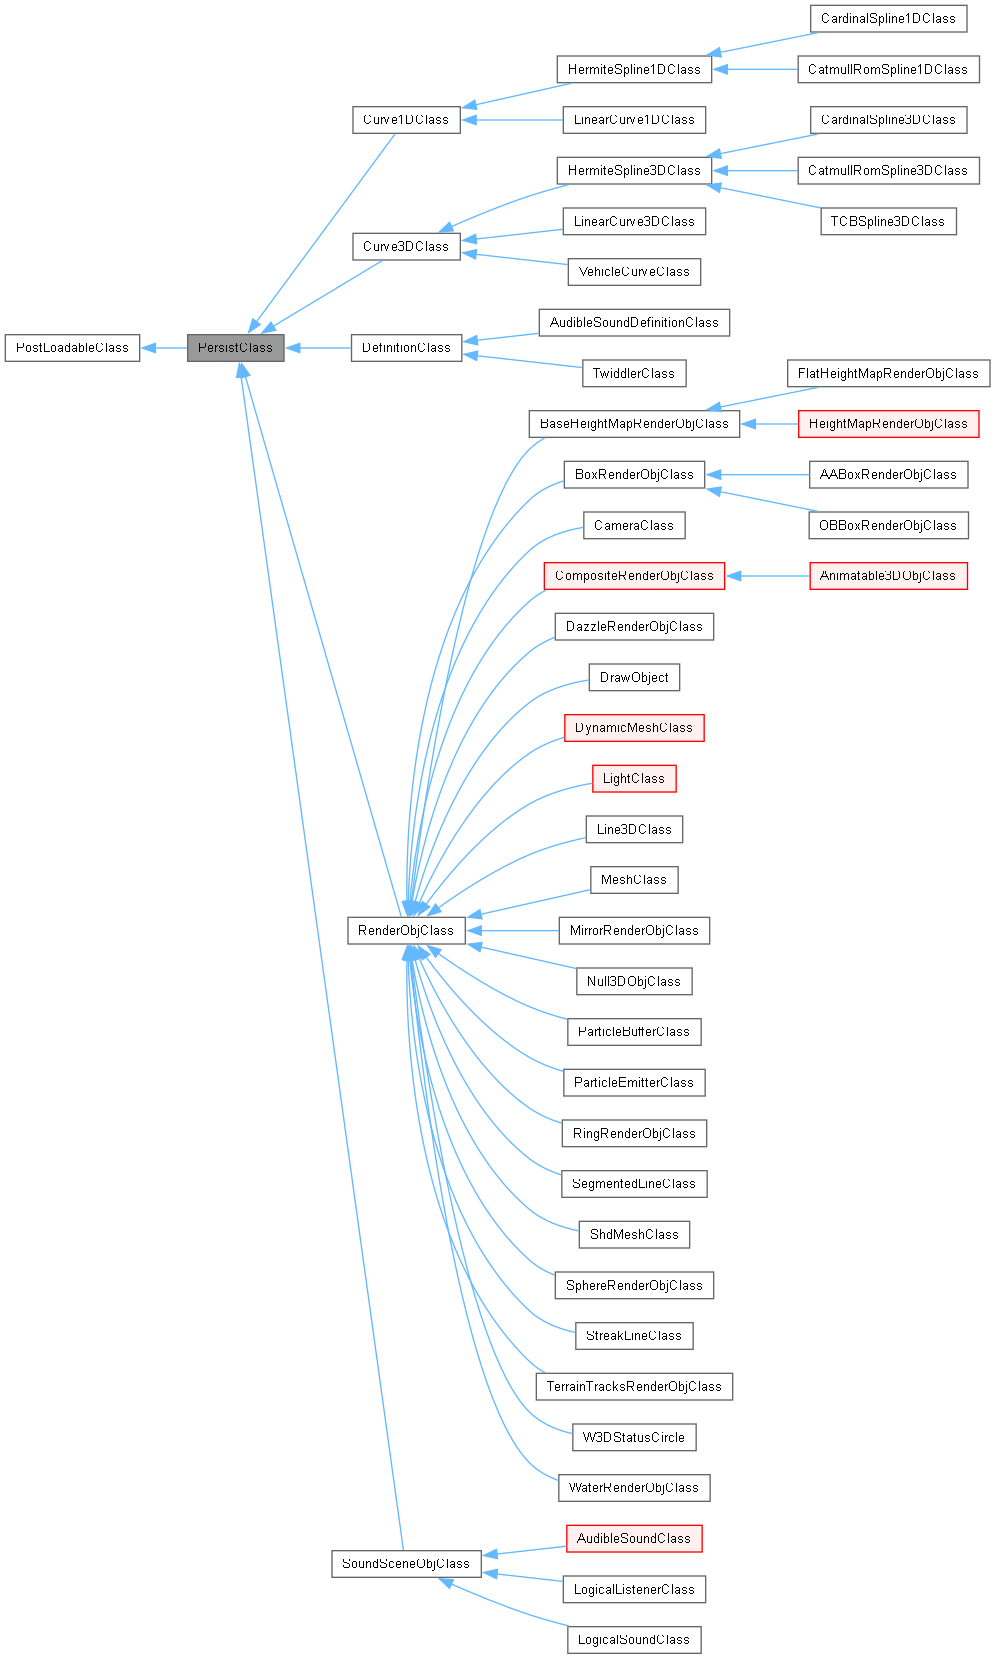 CardinalSpline1DClass
HermiteSpline1DClass
CatmullRomSpline1DClass
Curve1DClass
LinearCurve1DClass
CardinalSpline3DClass
HermiteSpline3DClass
CatmullRomSpline3DClass
TCBSpline3DClass
LinearCurve3DClass
Curve3DClass
VehicleCurveClass
AudibleSoundDefinitionClass
PostLoadableClass
PersistClass
DefinitionClass
TwiddlerClass
FlatHeightMapRenderObjClass
BaseHeightMapRenderObjClass
HeightMapRenderObjClass
BoxRenderObjClass
AABoxRenderObjClass
CameraClass
OBBoxRenderObjClass
CompositeRenderObjClass
Animatable3DObjClass
DazzleRenderObjClass
DrawObject
DynamicMeshClass
LightClass
Line3DClass
MeshClass
RenderObjClass
MirrorRenderObjClass
Null3DObjClass
ParticleBufferClass
ParticleEmitterClass
RingRenderObjClass
SegmentedLineClass
ShdMeshClass
SphereRenderObjClass
StreakLineClass
TerrainTracksRenderObjClass
W3DStatusCircle
WaterRenderObjClass
AudibleSoundClass
SoundSceneObjClass
LogicalListenerClass
LogicalSoundClass